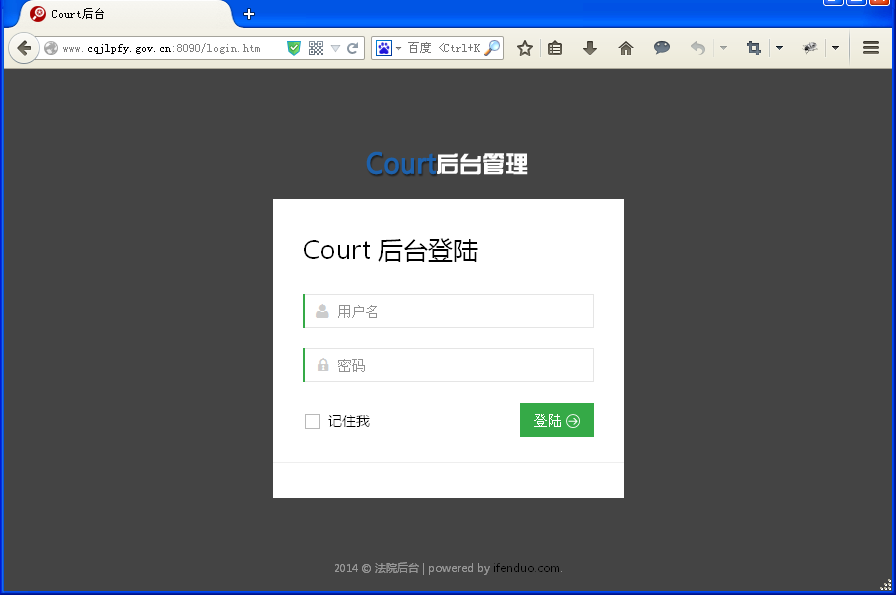 Court后台
www.cqjlpfy.gov.cn:8090/login.htm
百度 <Ctrl+K
Court后台管理
Court 后台登陆
用户名
密码
记住我
登陆
2014 © 法院后台 | powered by ifenduo.com.